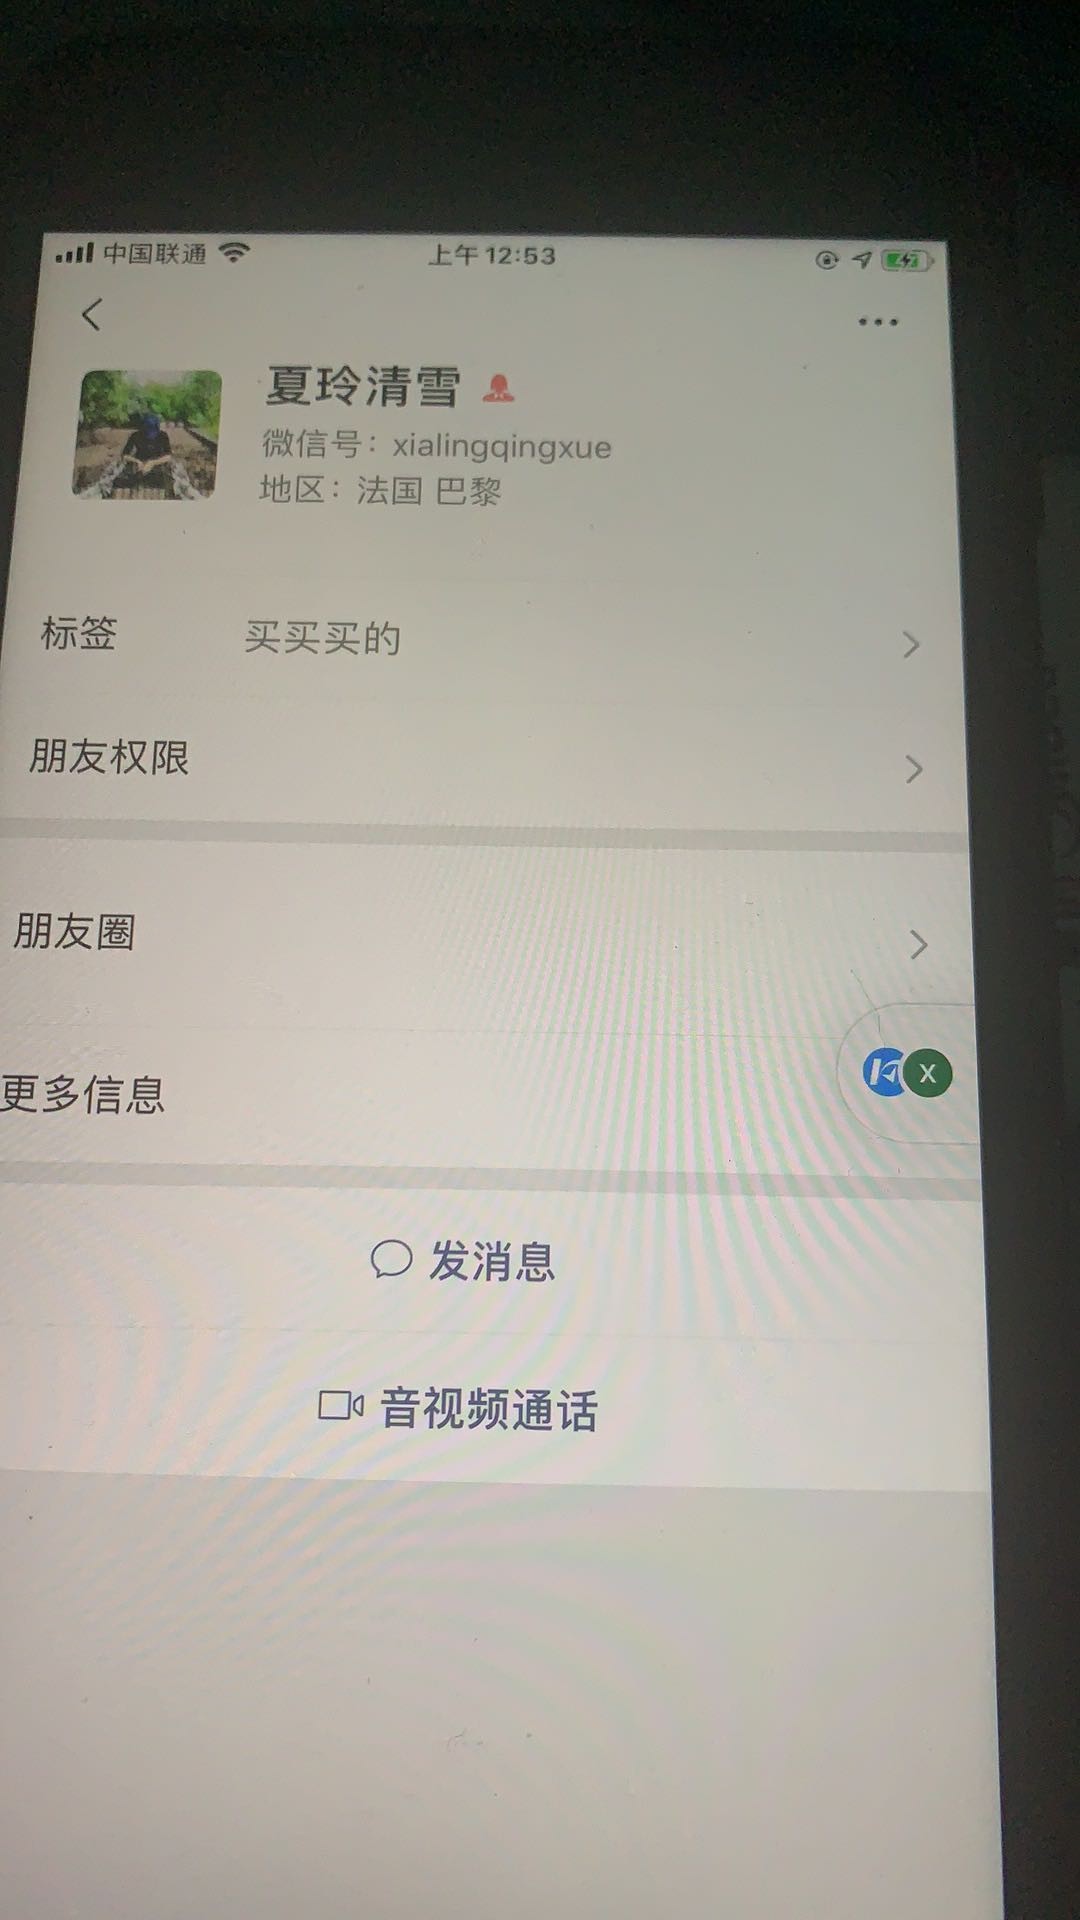 中国联通 上午12:53
夏玲清雪
微信号：xialingqingxue
地区：法国 巴黎
标签 买买买的
朋友权限
朋友圈
X
更多信息
发消息
音视频通话